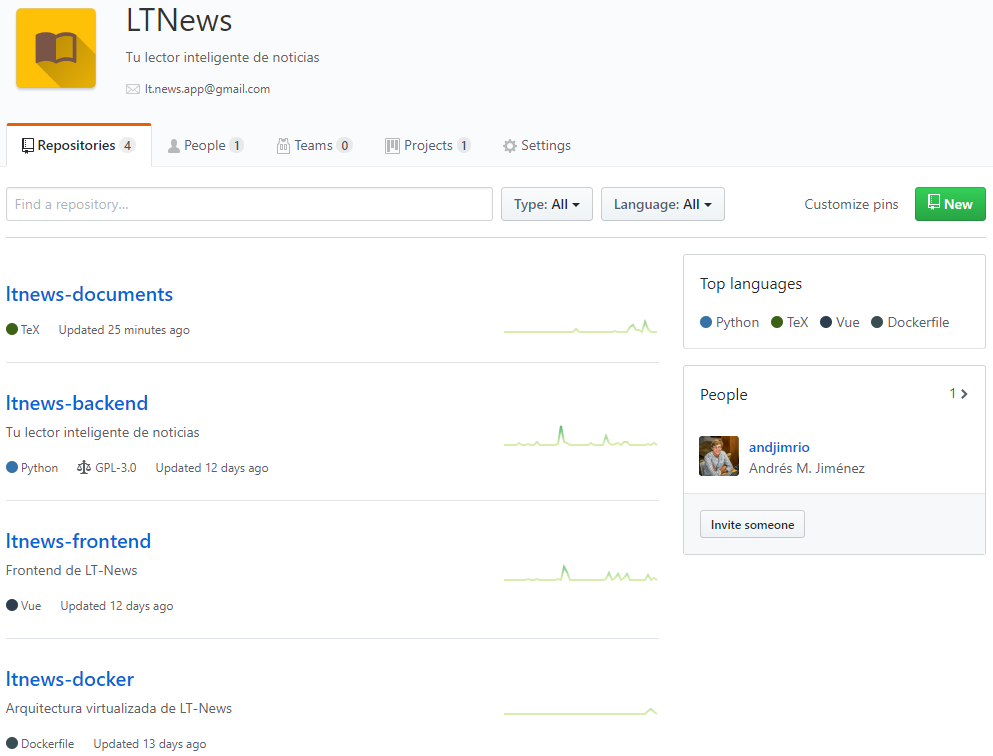 LTNews
Tu lector inteligente de noticias
lt.news.app@gmail.com
Repositories 4 People 1 Teams 0 Projects 1 Settings
Find a repository... Type: All Language: All Customize pins New
ltnews-documents
TeX Updated 25 minutes ago
ltnews-backend
Tu lector inteligente de noticias
Python GPL-3.0 Updated 12 days ago
ltnews-frontend
Frontend de LT-News
Vue Updated 12 days ago
ltnews-docker
Arquitectura virtualizada de LT-News
Dockerfile Updated 13 days ago
Top languages
Python TeX Vue Dockerfile
People 1
andjimrio
Andrés M. Jiménez
Invite someone